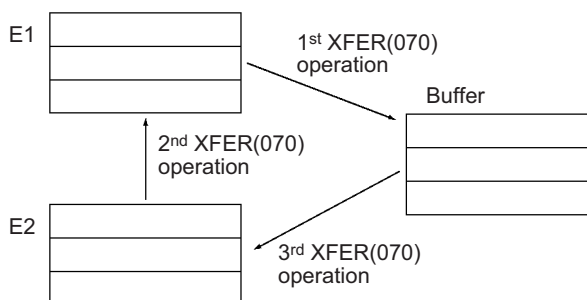 E1
1st XFER(070)
operation
Buffer
2nd XFER(070)
operation
E2
3rd XFER(070)
operation